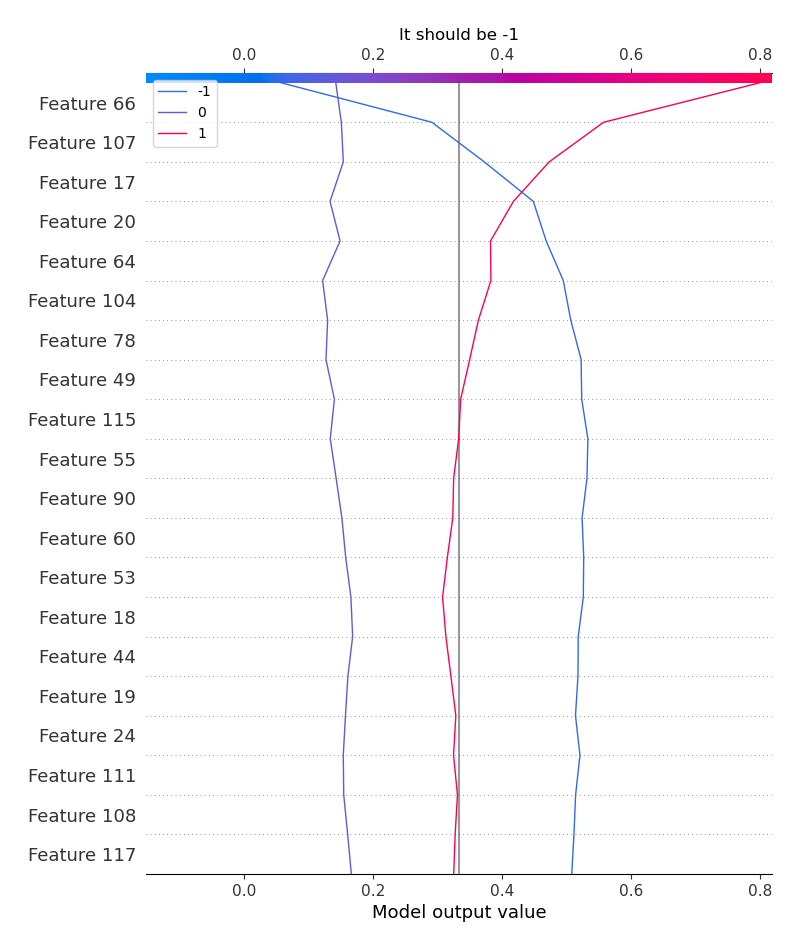 It should be -1
0.0 0.2 0.4 0.6 0.8
-1
0
1
Feature 66
Feature 107
Feature 17
Feature 20
Feature 64
Feature 104
Feature 78
Feature 49
Feature 115
Feature 55
Feature 90
Feature 60
Feature 53
Feature 18
Feature 44
Feature 19
Feature 24
Feature 111
Feature 108
Feature 117
0.0 0.2 0.4 0.6 0.8
Model output value